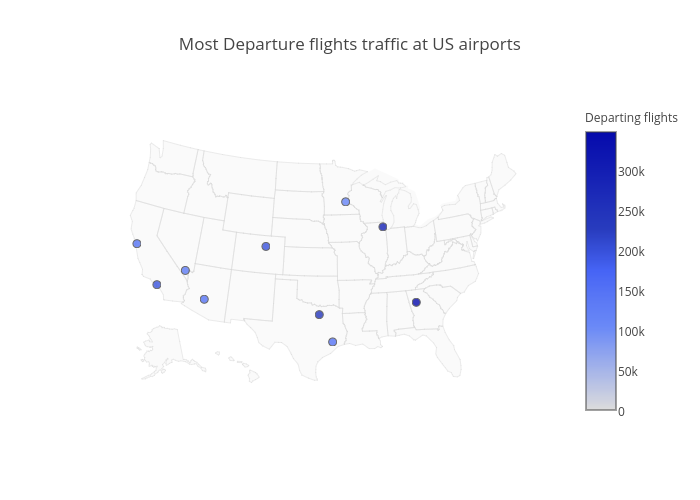 Most Departure flights traffic at US airports
Departing flights
300k
250k
200k
150k
100k
50k
0